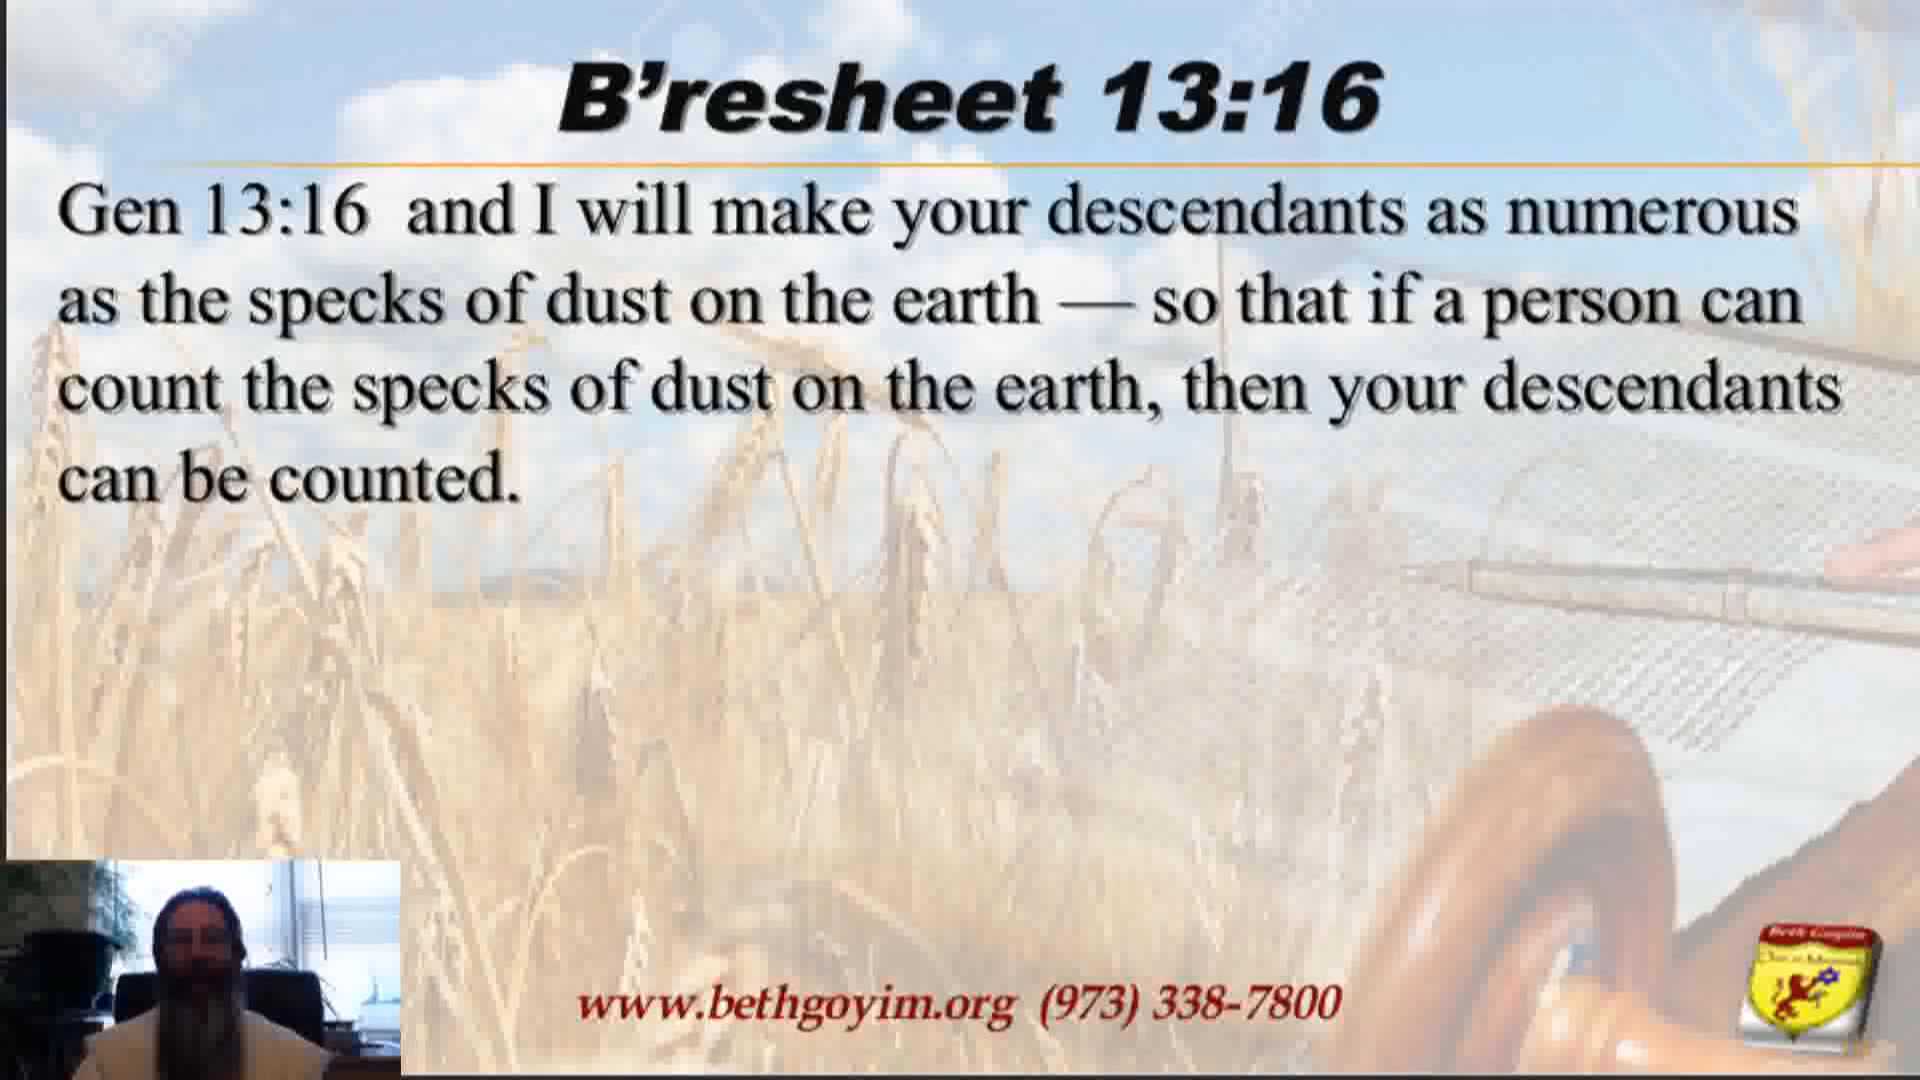 B’resheet 13:16
Gen 13:16 and I will make your descendants as numerous
as the specks of dust on the earth — so that if a person can
count the specks of dust on the earth, then your descendants
can be counted.
www.bethgoyim.org (973) 338-7800
Beth Goyim